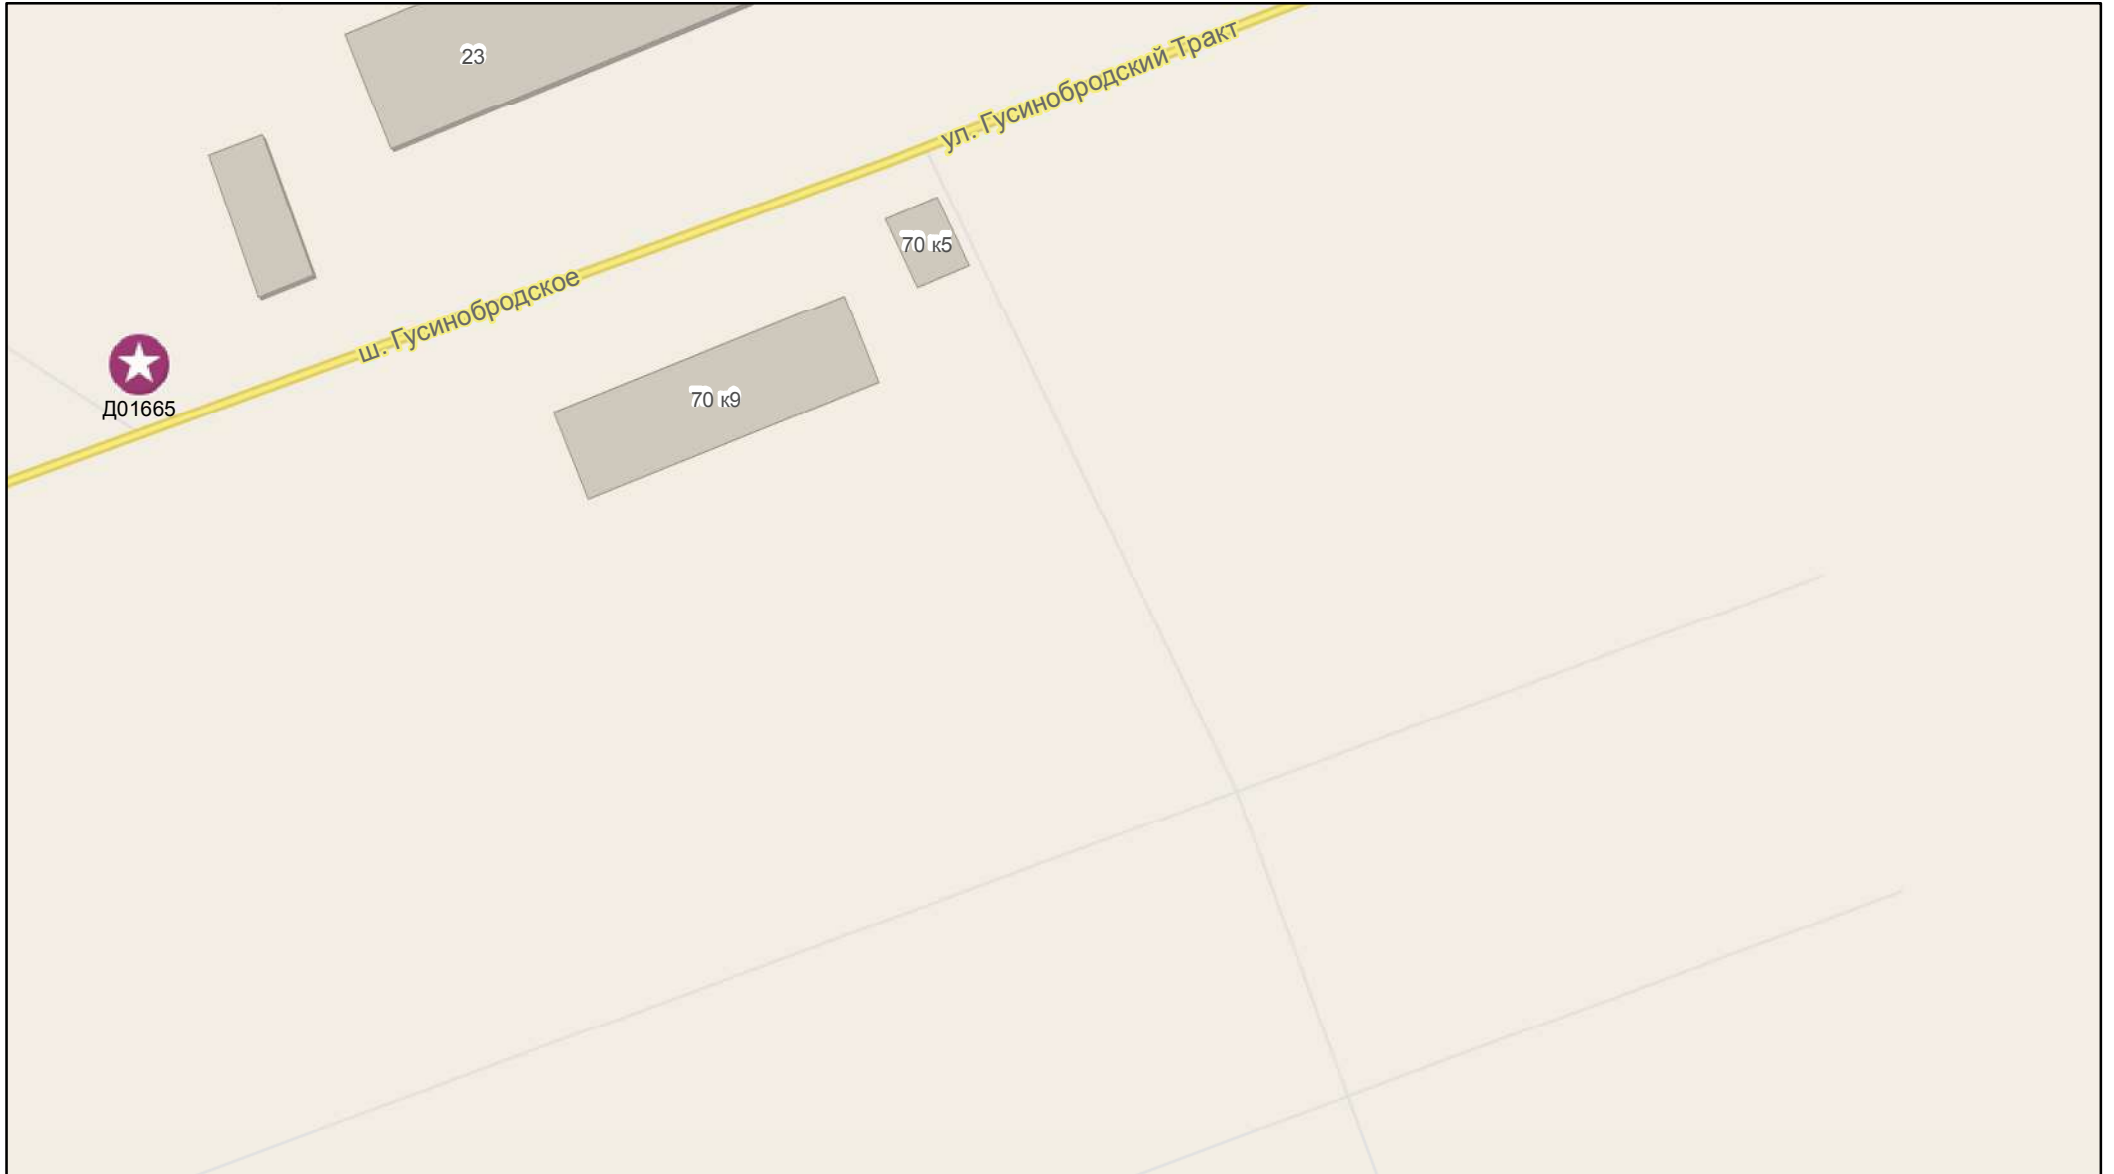 23
ул. Гусинобродский Тракт
70 к5
ш. Гусинобродское
70 к9
Д01665